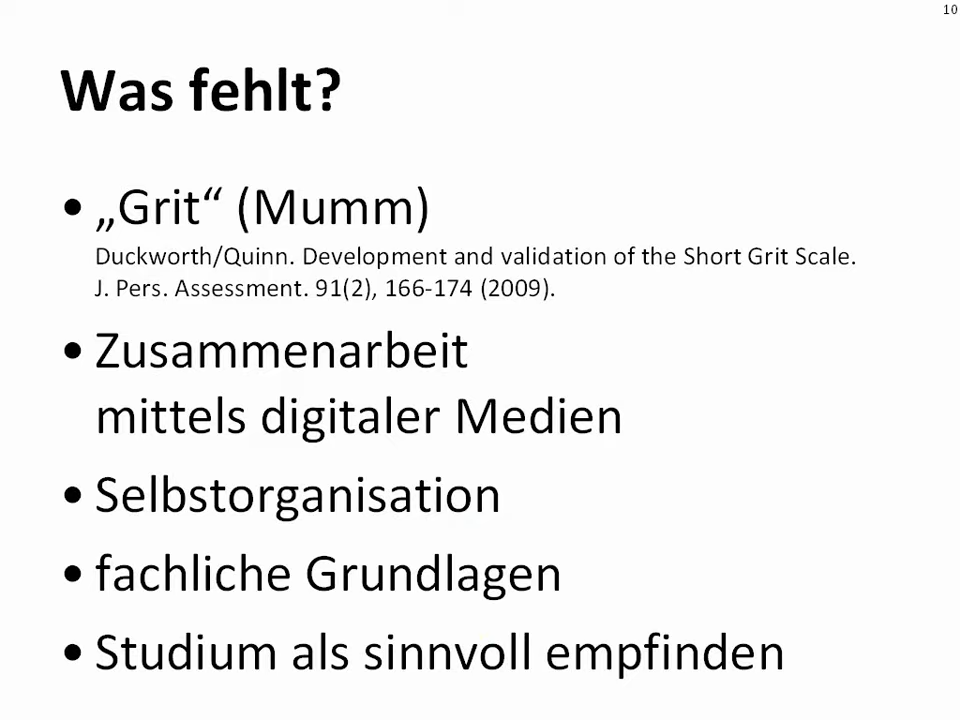 10
Was fehlt?
• „Grit“ (Mumm)
Duckworth/Quinn. Development and validation of the Short Grit Scale.
J. Pers. Assessment. 91(2), 166-174 (2009).
• Zusammenarbeit
mittels digitaler Medien
• Selbstorganisation
• fachliche Grundlagen
• Studium als sinnvoll empfinden